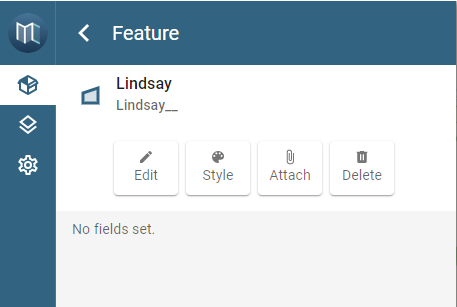 Feature
Lindsay
Lindsay__
Edit Style Attach Delete
No fields set.